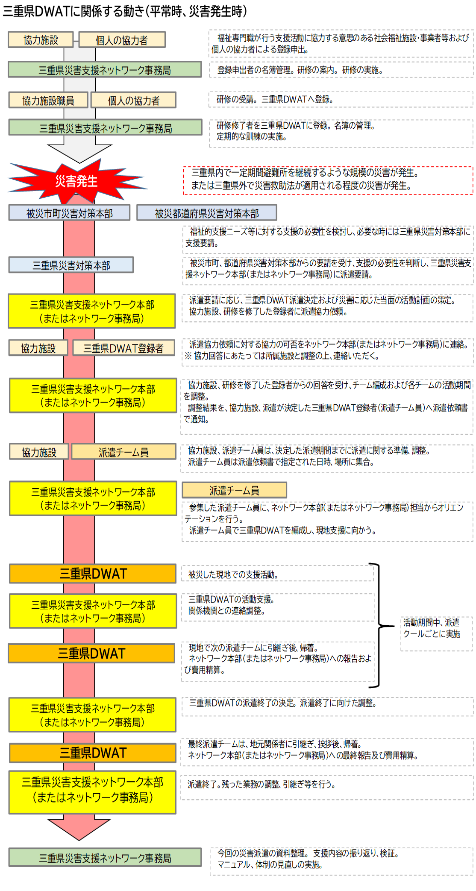 三重県DWATに関係する動き（平常時、災害発生時）
協力施設
個人の協力者
福祉専門職が行う支援活動に協力する意思のある社会福祉施設・事業者等および
個人の協力者による登録申出。
三重県災害支援ネットワーク事務局
登録申出者の名簿管理。研修の案内。研修の実施。
協力施設職員
個人の協力者
研修の受講。三重県DWATへ登録。
三重県災害支援ネットワーク事務局
研修修了者を三重県DWATに登録。名簿の管理。
定期的な訓練の実施。
災害発生
三重県内で一定期間避難所を継続するような規模の災害が発生。
または三重県外で災害救助法が適用される程度の災害が発生。
被災市町災害対策本部
被災都道府県災害対策本部
福祉的支援ニーズ等に対する支援の必要性を検討し、必要な時には三重県災害対策本部に
支援要請。
三重県災害対策本部
被災市町、都道府県災害対策本部からの要請を受け、支援の必要性を判断し、三重県災害支
援ネットワーク本部（またはネットワーク事務局）に派遣要請。
三重県災害支援ネットワーク本部
（またはネットワーク事務局）
派遣要請に応じ、三重県DWAT派遣決定および災害に応じた当面の活動計画の策定。
協力施設、研修を修了した登録者に派遣協力依頼。
協力施設
三重県DWAT登録者
派遣協力依頼に対する協力の可否をネットワーク本部（またはネットワーク事務局）に連絡。
※ 協力回答にあたっては所属施設と調整の上、連絡いただく。
三重県災害支援ネットワーク本部
（またはネットワーク事務局）
協力施設、研修を修了した登録者からの回答を受け、チーム編成および各チームの活動期間
を調整。
調整結果を、協力施設、派遣が決定した三重県DWAT登録者（派遣チーム員）へ派遣依頼書
で通知。
協力施設
派遣チーム員
協力施設、派遣チーム員は、決定した派遣期間までに派遣に関する準備、調整。
派遣チーム員は派遣依頼書で指定された日時、場所に集合。
三重県災害支援ネットワーク本部
（またはネットワーク事務局）
派遣チーム員
参集した派遣チーム員に、ネットワーク本部（またはネットワーク事務局）担当からオリエン
テーションを行う。
派遣チーム員で三重県DWATを編成し、現地支援に向かう。
三重県DWAT
被災した現地での支援活動。
三重県災害支援ネットワーク本部
（またはネットワーク事務局）
三重県DWATの活動支援。
関係機関との連絡調整。
活動期間中、派遣
クールごとに実施
三重県DWAT
現地で次の派遣チームに引継ぎ後、帰着。
ネットワーク本部（またはネットワーク事務局）への報告およ
び費用精算。
三重県災害支援ネットワーク本部
（またはネットワーク事務局）
三重県DWATの派遣終了の決定。派遣終了に向けた調整。
三重県DWAT
最終派遣チームは、地元関係者に引継ぎ、挨拶後、帰着。
ネットワーク本部（またはネットワーク事務局）への最終報告及び費用精算。
三重県災害支援ネットワーク本部
（またはネットワーク事務局）
派遣終了。残った業務の調整、引継ぎ等を行う。
三重県災害支援ネットワーク事務局
今回の災害派遣の資料整理。 支援内容の振り返り、検証。
マニュアル、体制の見直しの実施。